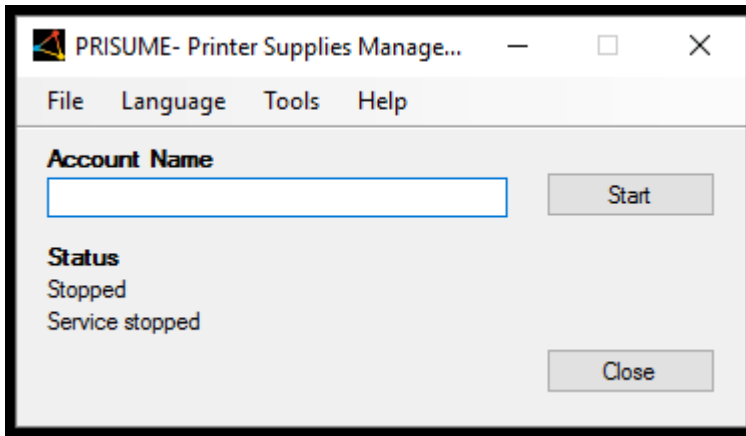 PRISUME- Printer Supplies Manage...
File Language Tools Help
Account Name
Start
Status
Stopped
Service stopped
Close